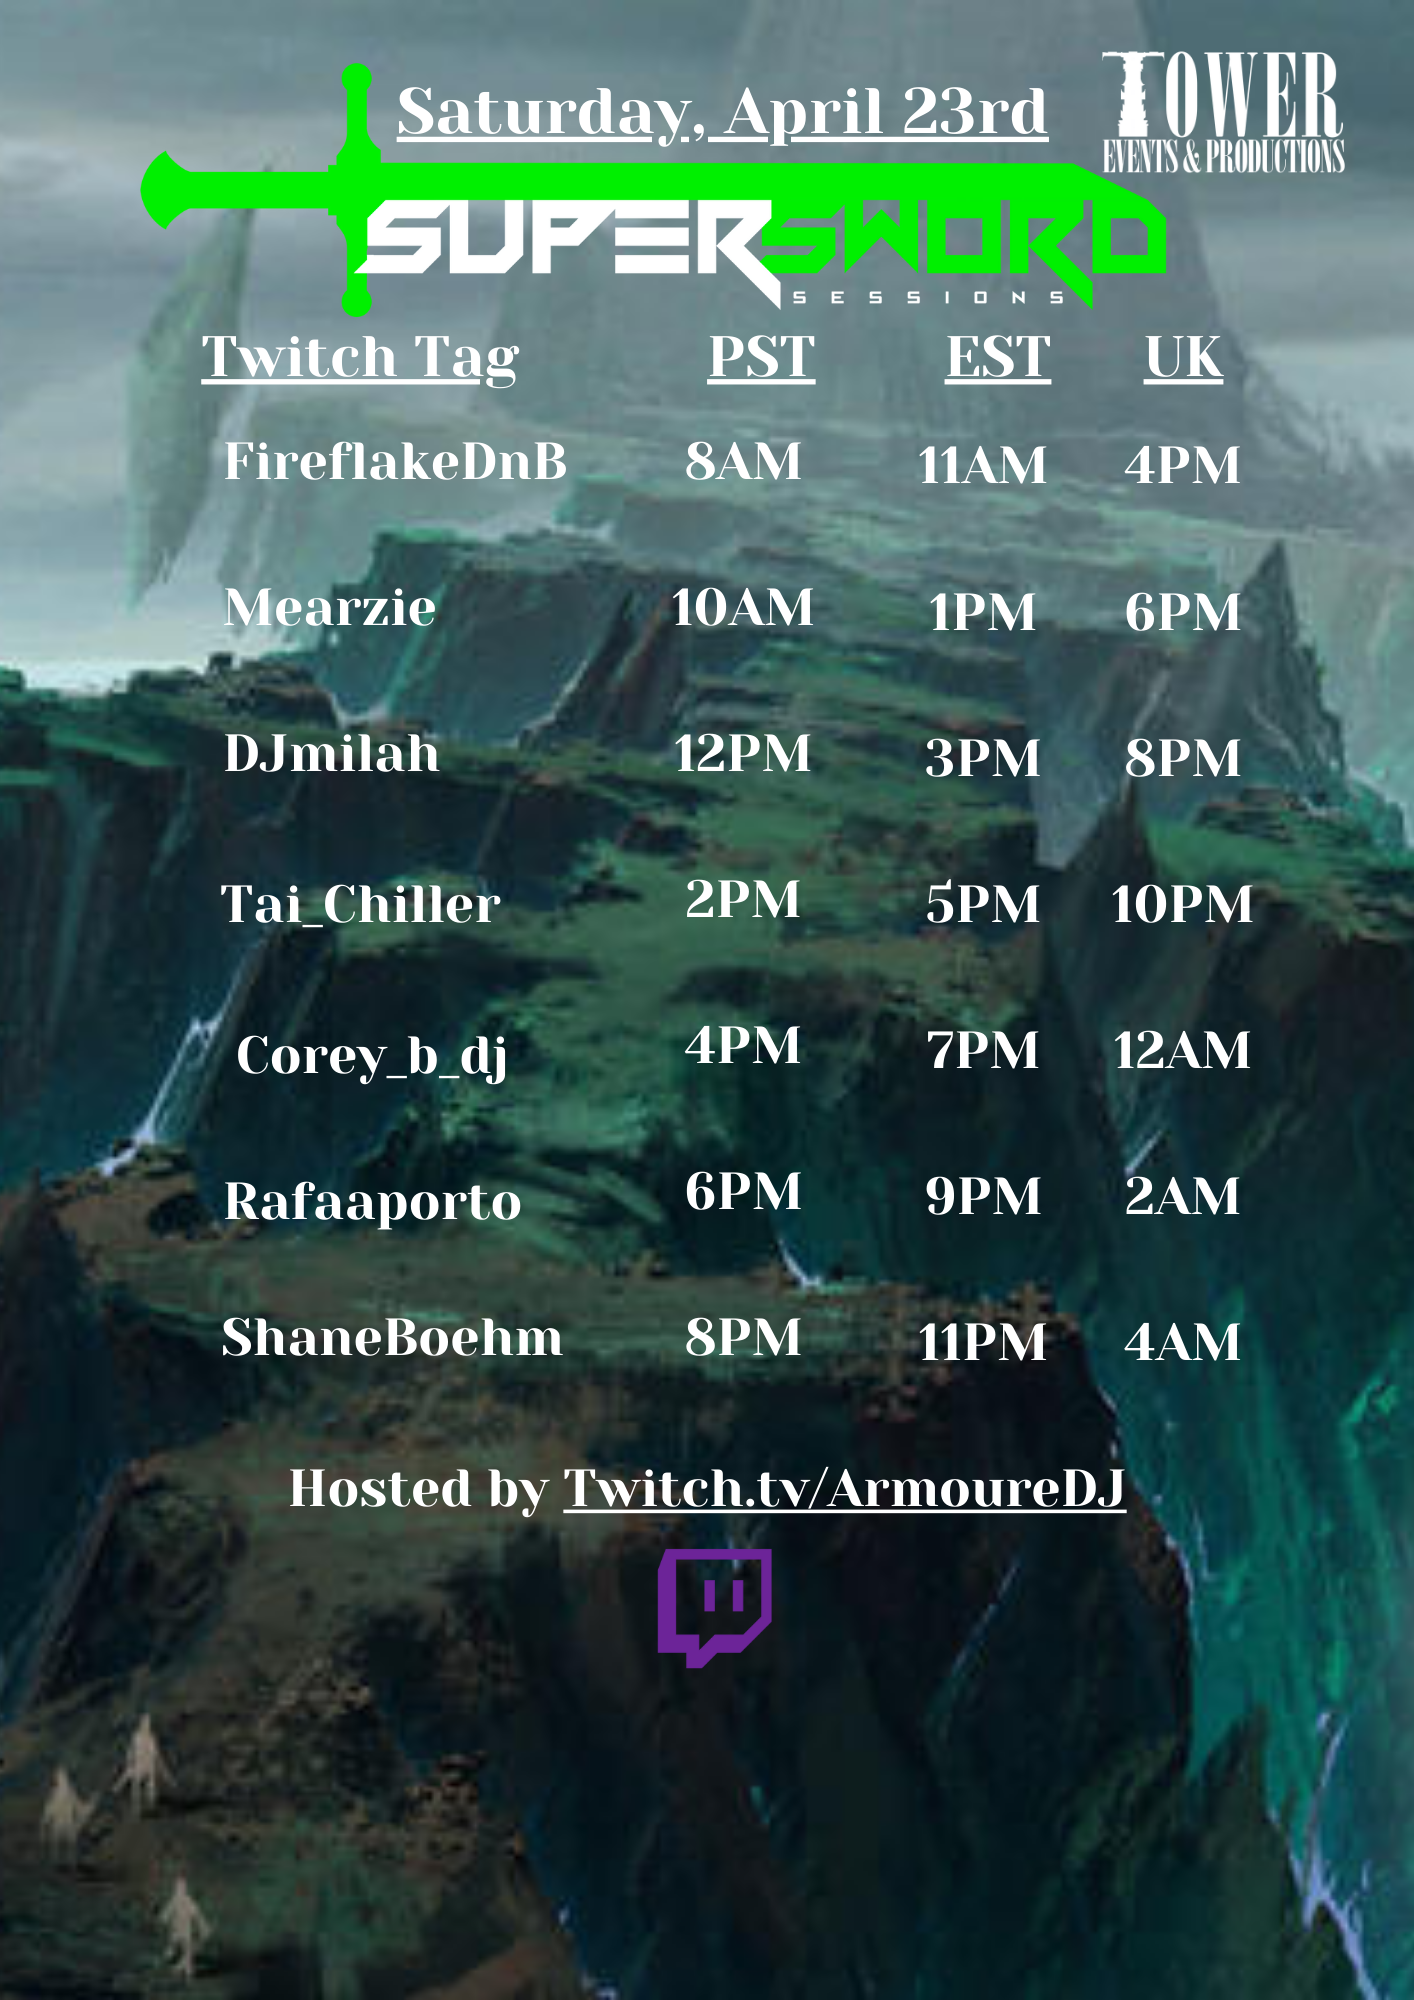 Saturday, April 23rd
TOWER
EVENTS & PRODUCTIONS
SUPERSWORD
SESSIONS
Twitch Tag PST EST UK
FireflakeDnB 8AM 11AM 4PM
Mearzie 10AM 1PM 6PM
DJmilah 12PM 3PM 8PM
Tai_Chiller 2PM 5PM 10PM
Corey_b_dj 4PM 7PM 12AM
Rafaaporto 6PM 9PM 2AM
ShaneBoehm 8PM 11PM 4AM
Hosted by Twitch.tv/ArmoureDJ